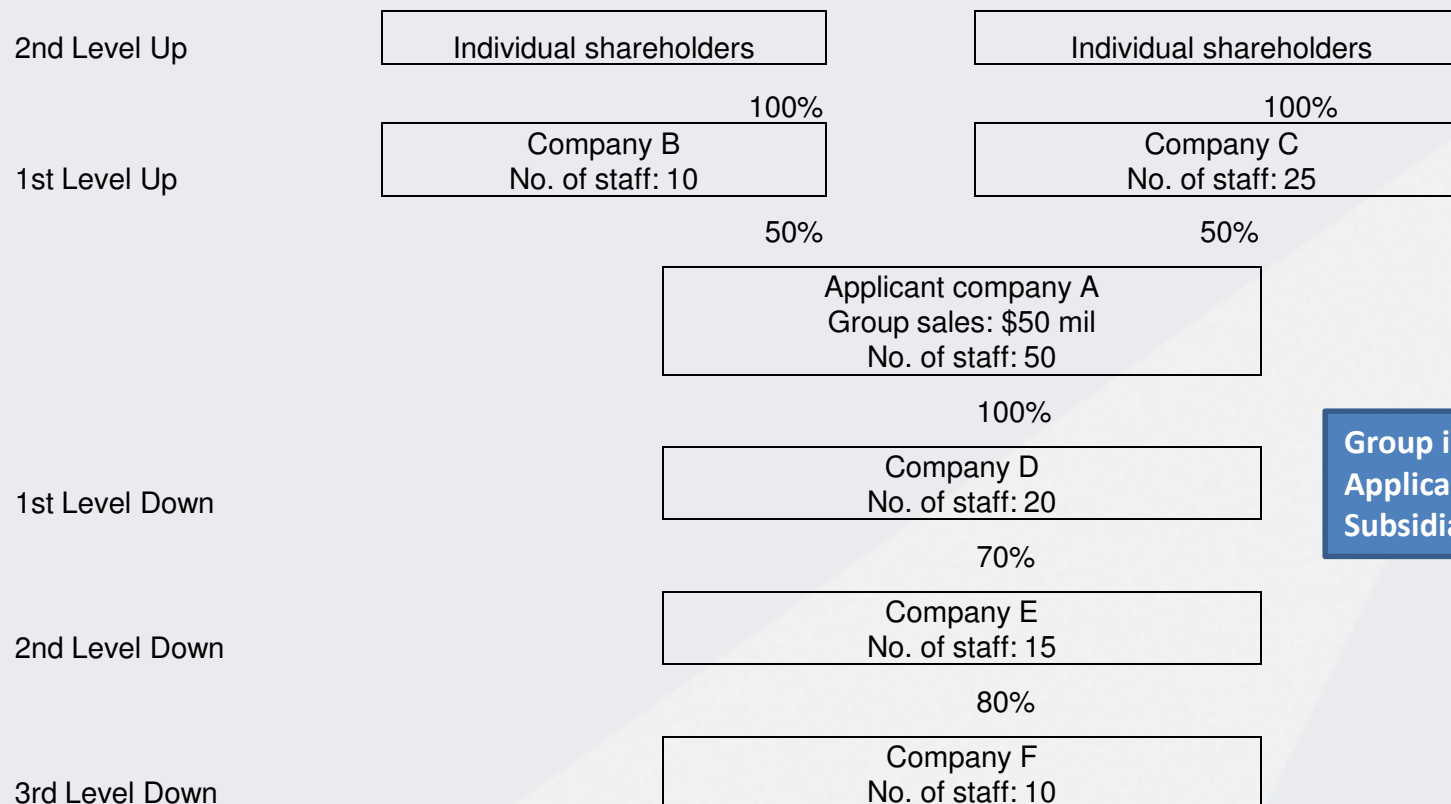 2nd Level Up
Individual shareholders
Individual shareholders
100%
100%
1st Level Up
Company B
No. of staff: 10
Company C
No. of staff: 25
50%
50%
Applicant company A
Group sales: $50 mil
No. of staff: 50
100%
1st Level Down
Company D
No. of staff: 20
70%
2nd Level Down
Company E
No. of staff: 15
80%
3rd Level Down
Company F
No. of staff: 10
Group